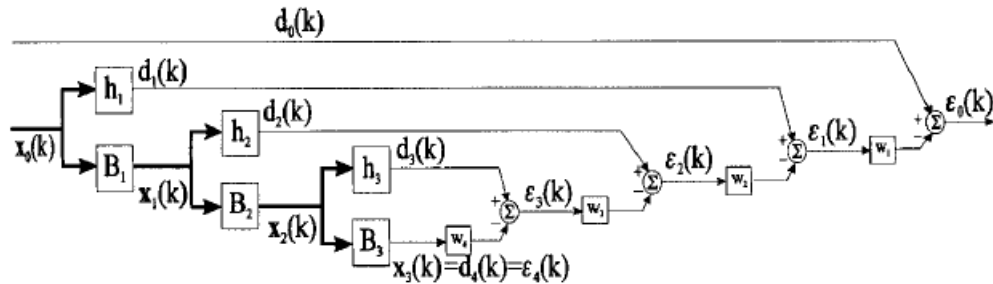 d₀(k)
h₁ d₁(k)
x₀(k)
B₁
x₁(k)
h₂ d₂(k)
B₂
x₂(k)
h₃ d₃(k)
B₃
w₄
x₃(k)=d₄(k)=ε₄(k)
+ − Σ ε₃(k)
w₃
+ − Σ ε₂(k)
w₂
+ − Σ ε₁(k)
w₁
+ − Σ ε₀(k)